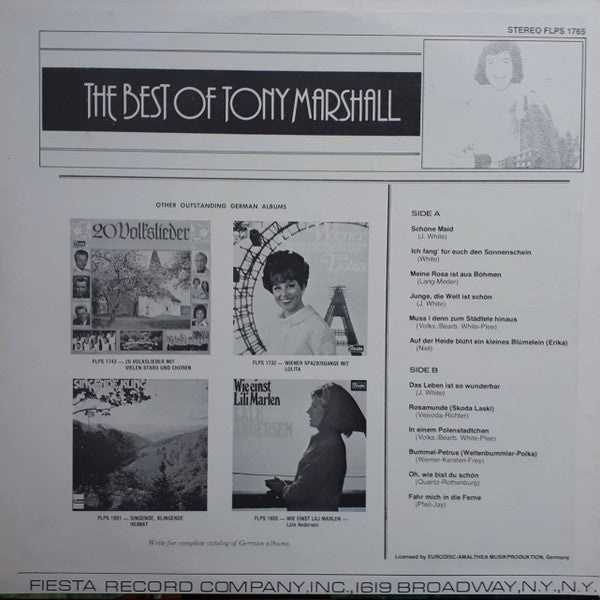 STEREO FLPS 1765
THE BEST OF TONY MARSHALL
OTHER OUTSTANDING GERMAN ALBUMS
20 Volkslieder
Wiener
Spaziergänge
Lolita
FLPS 1743 — 20 VOLKSLIEDER MIT
VIELEN STARS UND CHOREN
FLPS 1732 — WIENER SPAZIERGANGE MIT
LOLITA
Wie einst
Lili Marlen
LALE
ANDERSEN
FLPS 1691 — SINGENDE, KLINGENDE
HEIMAT
FLPS 1655 — WIE EINST LILI MARLEN —
Lale Andersen
Write for complete catalog of German albums.
SIDE A
Schöne Maid
(J. White)
Ich fang' für euch den Sonnenschein
(White)
Meine Rosa ist aus Böhmen
(Lang-Meder)
Junge, die Welt ist schön
(J. White)
Muss i denn zum Städtele hinaus
(Volks./Bearb. White-Plee)
Auf der Heide blüht ein kleines Blümelein (Erika)
(Niel)
SIDE B
Das Leben ist so wunderbar
(J. White)
Rosamunde (Skoda Laski)
(Vejvoda-Richter)
In einem Polenstädtchen
(Volks. Bearb. White-Plee)
Bummel-Petrus (Weltenbummler-Polka)
(Werner-Kersten-Frey)
Oh, wie bist du schön
(Quantz-Rothenburg)
Fahr mich in die Ferne
(Pfeil-Jay)
Licensed by EURODISC-AMALTHEA MUSIKPRODUKTION, Germany
FIESTA RECORD COMPANY, INC., 1619 BROADWAY, N.Y., N.Y.